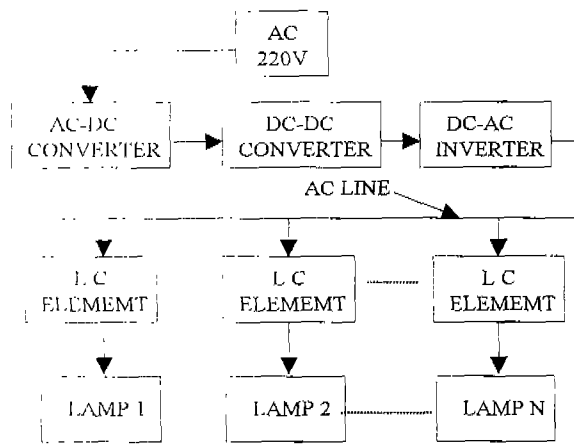 AC
220V
AC-DC
CONVERTER
DC-DC
CONVERTER
DC-AC
INVERTER
AC LINE
L C
ELEMEMT
L C
ELEMEMT
L C
ELEMEMT
LAMP 1
LAMP 2
LAMP N